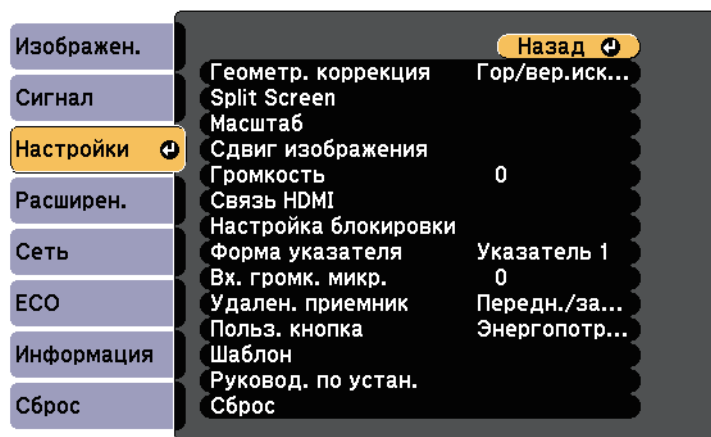 Изображен.
Сигнал
Настройки
Расширен.
Сеть
ECO
Информация
Сброс
Назад
Геометр. коррекция Гор/вер.иск...
Split Screen
Масштаб
Сдвиг изображения
Громкость 0
Связь HDMI
Настройка блокировки
Форма указателя Указатель 1
Вх. громк. микр. 0
Удален. приемник Передн./за...
Польз. кнопка Энергопотр...
Шаблон
Руковод. по устан.
Сброс